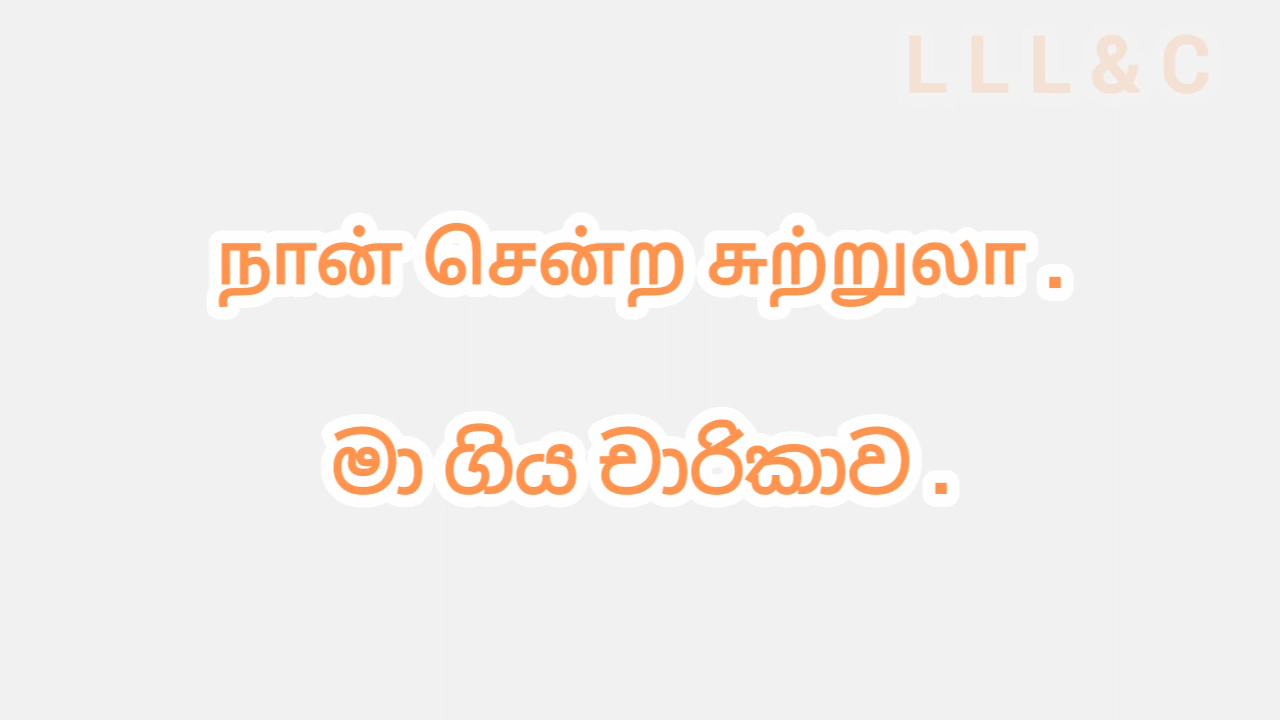 L L L & C
நான் சென்ற சுற்றுலா .
මා ගිය චාරිකාව .